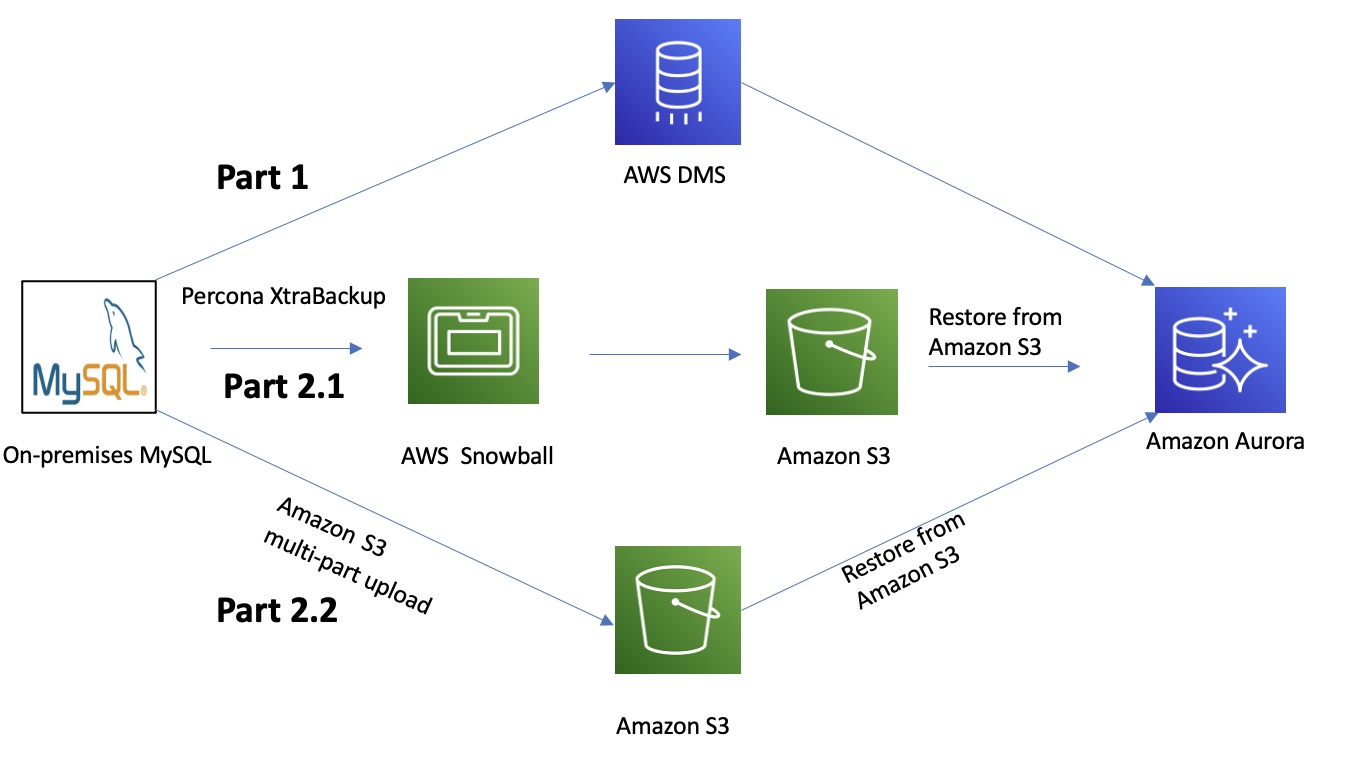 AWS DMS
Part 1
Percona XtraBackup
Part 2.1
MySQL®
On-premises MySQL
AWS  Snowball
Amazon S3
Restore from
Amazon S3
Amazon Aurora
Amazon S3
multi-part upload
Part 2.2
Restore from
Amazon S3
Amazon S3